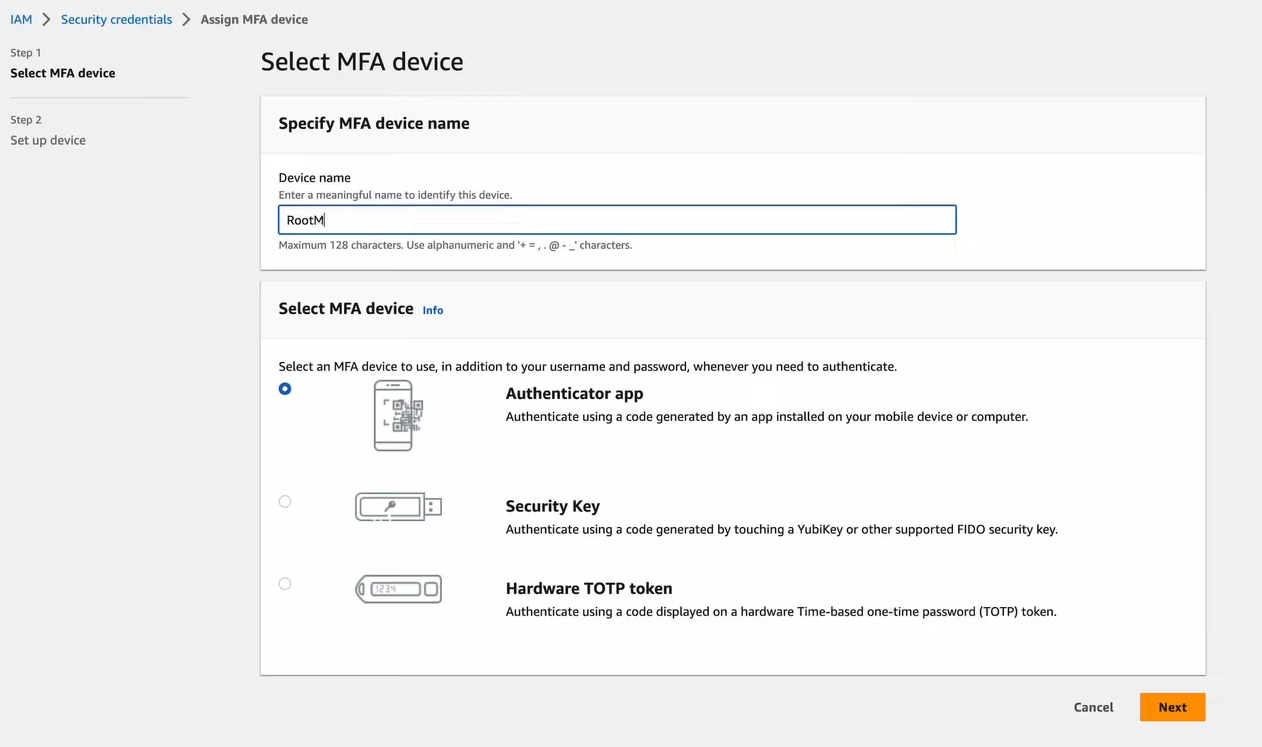 IAM > Security credentials > Assign MFA device
Step 1
Select MFA device
Step 2
Set up device
Select MFA device
Specify MFA device name
Device name
Enter a meaningful name to identify this device.
RootM
Maximum 128 characters. Use alphanumeric and '+ = , . @ - _' characters.
Select MFA device Info
Select an MFA device to use, in addition to your username and password, whenever you need to authenticate.
Authenticator app
Authenticate using a code generated by an app installed on your mobile device or computer.
Security Key
Authenticate using a code generated by touching a YubiKey or other supported FIDO security key.
1234
Hardware TOTP token
Authenticate using a code displayed on a hardware Time-based one-time password (TOTP) token.
Cancel
Next